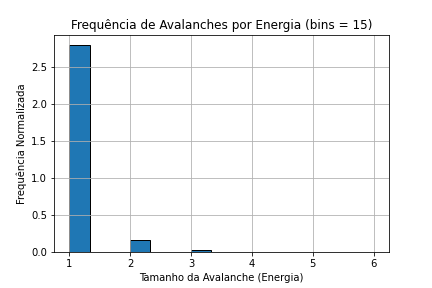 Frequência de Avalanches por Energia (bins = 15)
Frequência Normalizada
2.5
2.0
1.5
1.0
0.5
0.0
1 2 3 4 5 6
Tamanho da Avalanche (Energia)